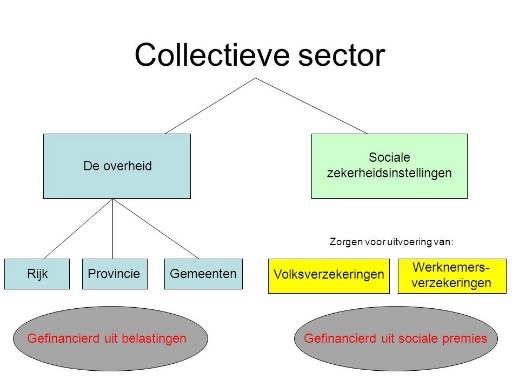 Collectieve sector
De overheid
Sociale
zekerheidsinstellingen
Zorgen voor uitvoering van:
Rijk
Provincie
Gemeenten
Volksverzekeringen
Werknemers-
verzekeringen
Gefinancierd uit belastingen
Gefinancierd uit sociale premies